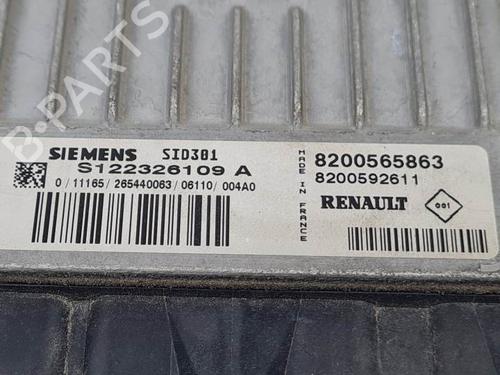 B-PARTS
SIEMENS SID301
S122326109 A
0/11165/265440063/06110/004A0
MADE IN FRANCE
8200565863
8200592611
RENAULT
001